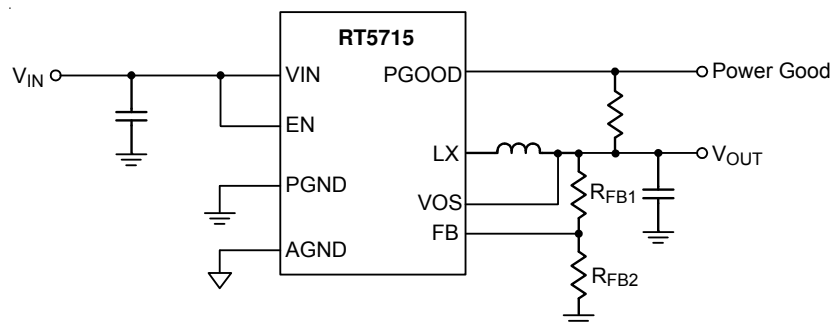 RT5715
V_IN
VIN
PGOOD
Power Good
EN
LX
V_OUT
PGND
VOS
R_FB1
FB
AGND
R_FB2